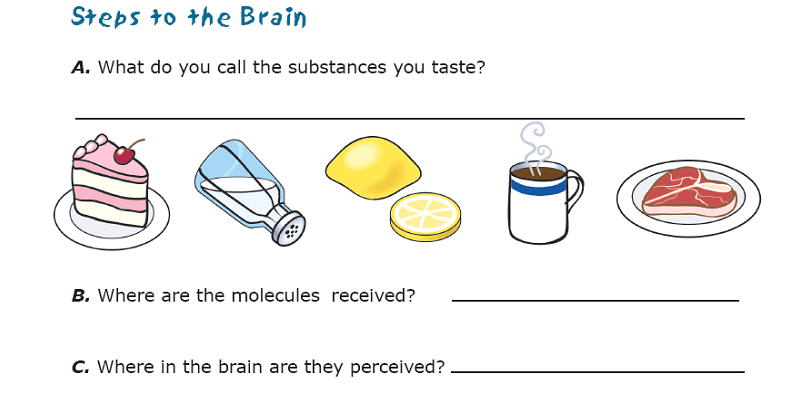 Steps to the Brain
A. What do you call the substances you taste?
B. Where are the molecules received?
C. Where in the brain are they perceived?